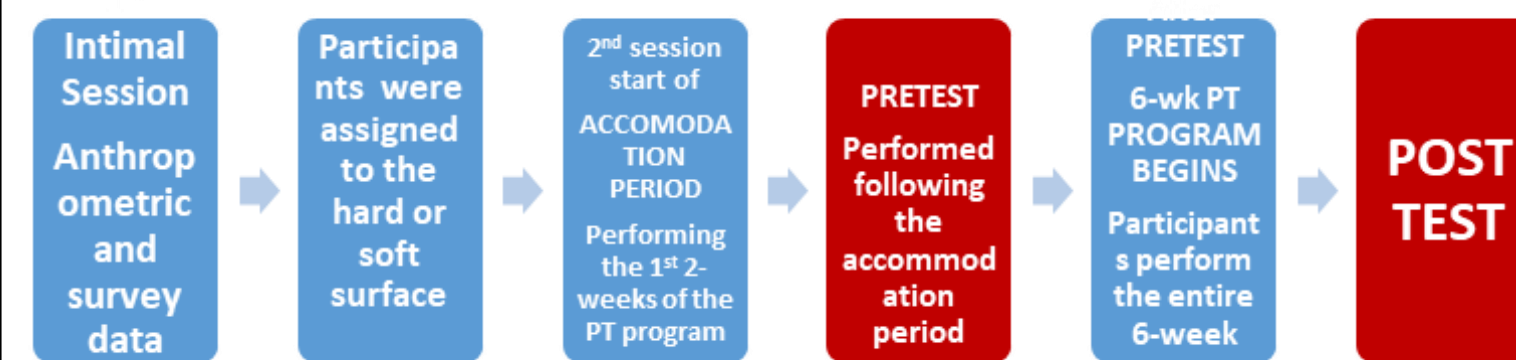 Intimal
Session
Anthrop
ometric
and
survey
data
Participa
nts were
assigned
to the
hard or
soft
surface
2nd session
start of
ACCOMODA
TION
PERIOD
Performing
the 1st 2-
weeks of the
PT program
PRETEST
Performed
following
the
accommod
ation
period
PRETEST
6-wk PT
PROGRAM
BEGINS
Participant
s perform
the entire
6-week
POST
TEST